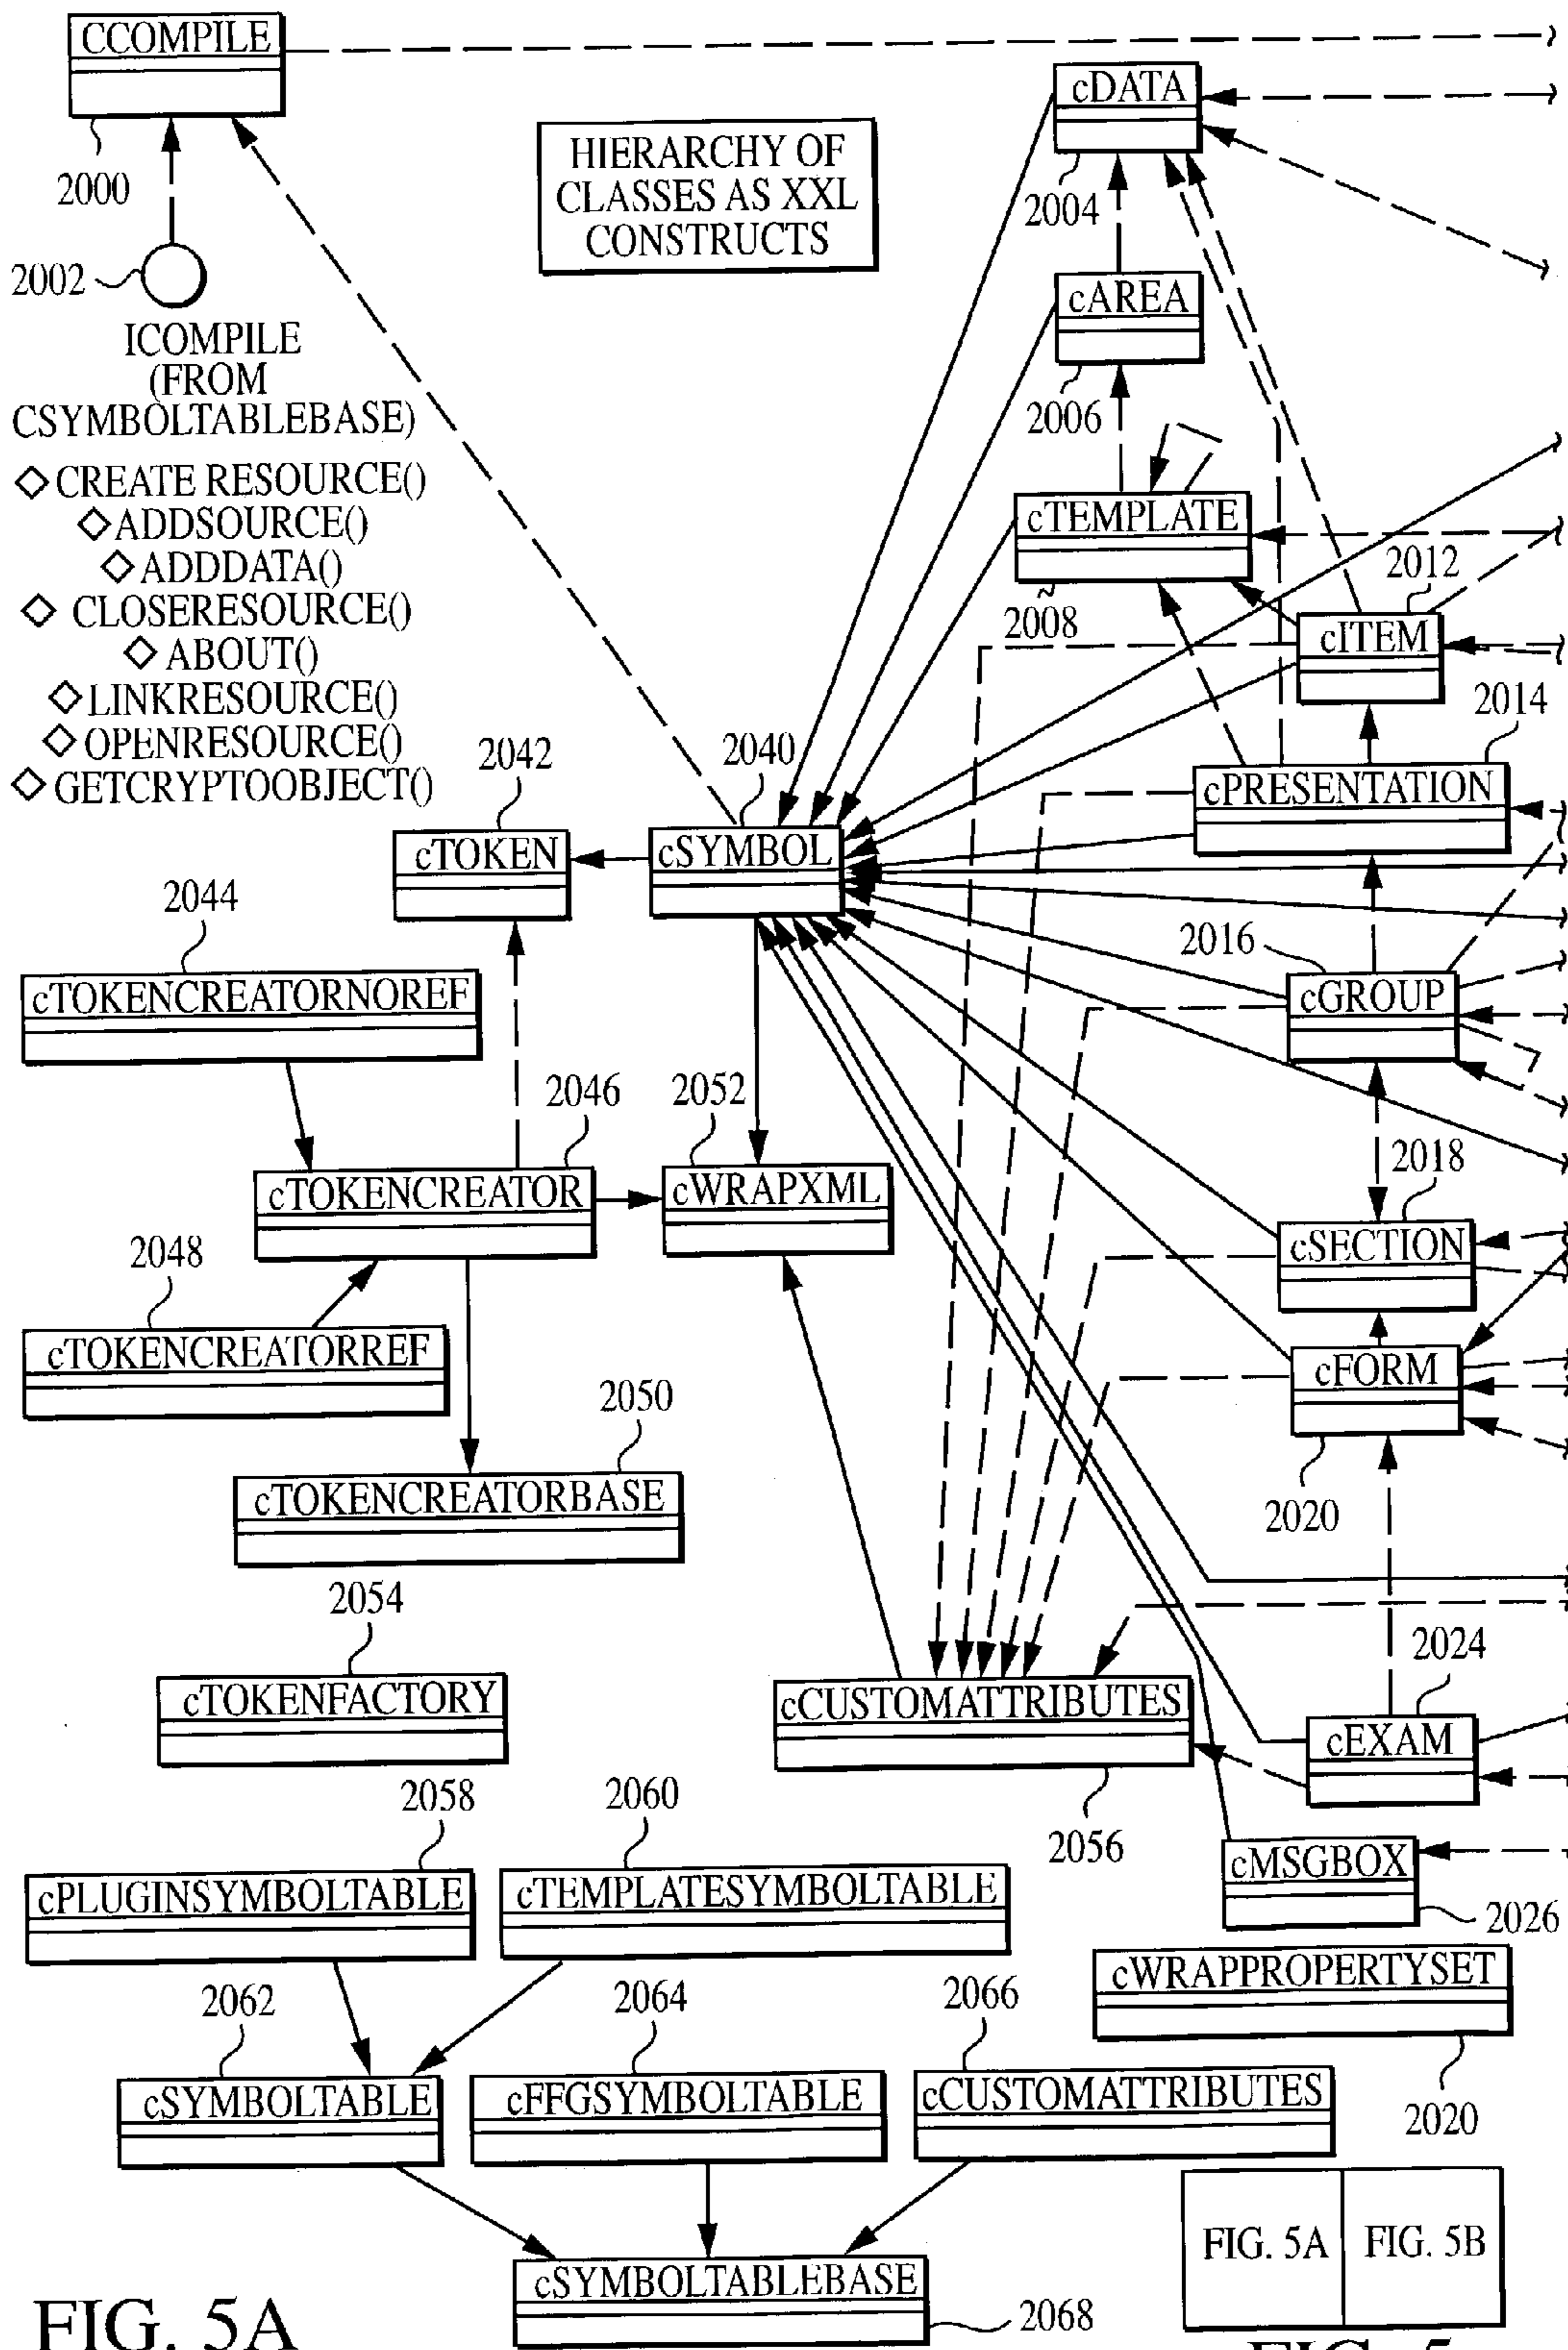 CCOMPILE
2000
2002
ICOMPILE
(FROM
CSYMBOLTABLEBASE)
◇ CREATE RESOURCE()
◇ ADDSOURCE()
◇ ADDDATA()
◇ CLOSERESOURCE()
◇ ABOUT()
◇ LINKRESOURCE()
◇ OPENRESOURCE()
◇ GETCRYPTOOBJECT()
HIERARCHY OF
CLASSES AS XXL
CONSTRUCTS
cDATA
2004
cAREA
2006
cTEMPLATE
2008
2012
cITEM
2014
cPRESENTATION
2042
cTOKEN
2040
cSYMBOL
2044
cTOKENCREATORNOREF
2016
cGROUP
2046
cTOKENCREATOR
2052
cWRAPXML
2018
cSECTION
2048
cTOKENCREATORREF
cFORM
2020
2050
cTOKENCREATORBASE
2054
cTOKENFACTORY
cCUSTOMATTRIBUTES
2056
2024
cEXAM
cMSGBOX
2026
2058
cPLUGINSYMBOLTABLE
2060
cTEMPLATESYMBOLTABLE
cWRAPPROPERTYSET
2020
2062
cSYMBOLTABLE
2064
cFFGSYMBOLTABLE
2066
cCUSTOMATTRIBUTES
cSYMBOLTABLEBASE
2068
FIG. 5A
FIG. 5B
FIG. 5A
FIG. 5